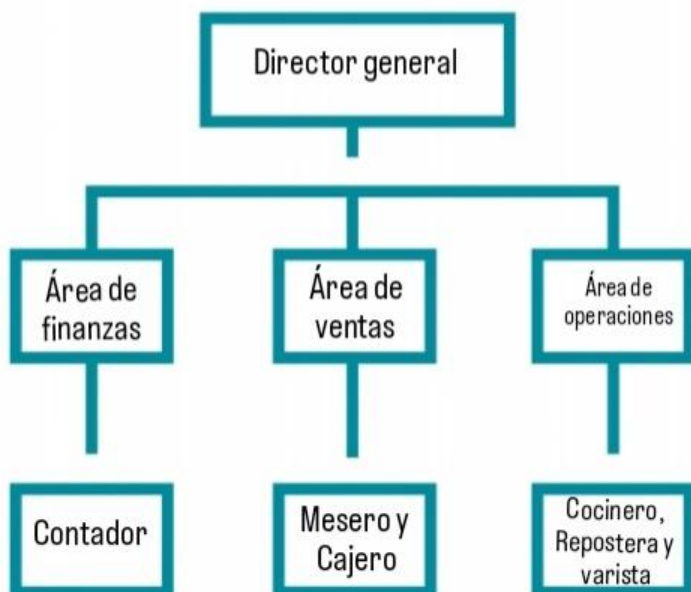 Director general
Área de
finanzas
Área de
ventas
Área de
operaciones
Contador
Mesero y
Cajero
Cocinero,
Repostera y
varista